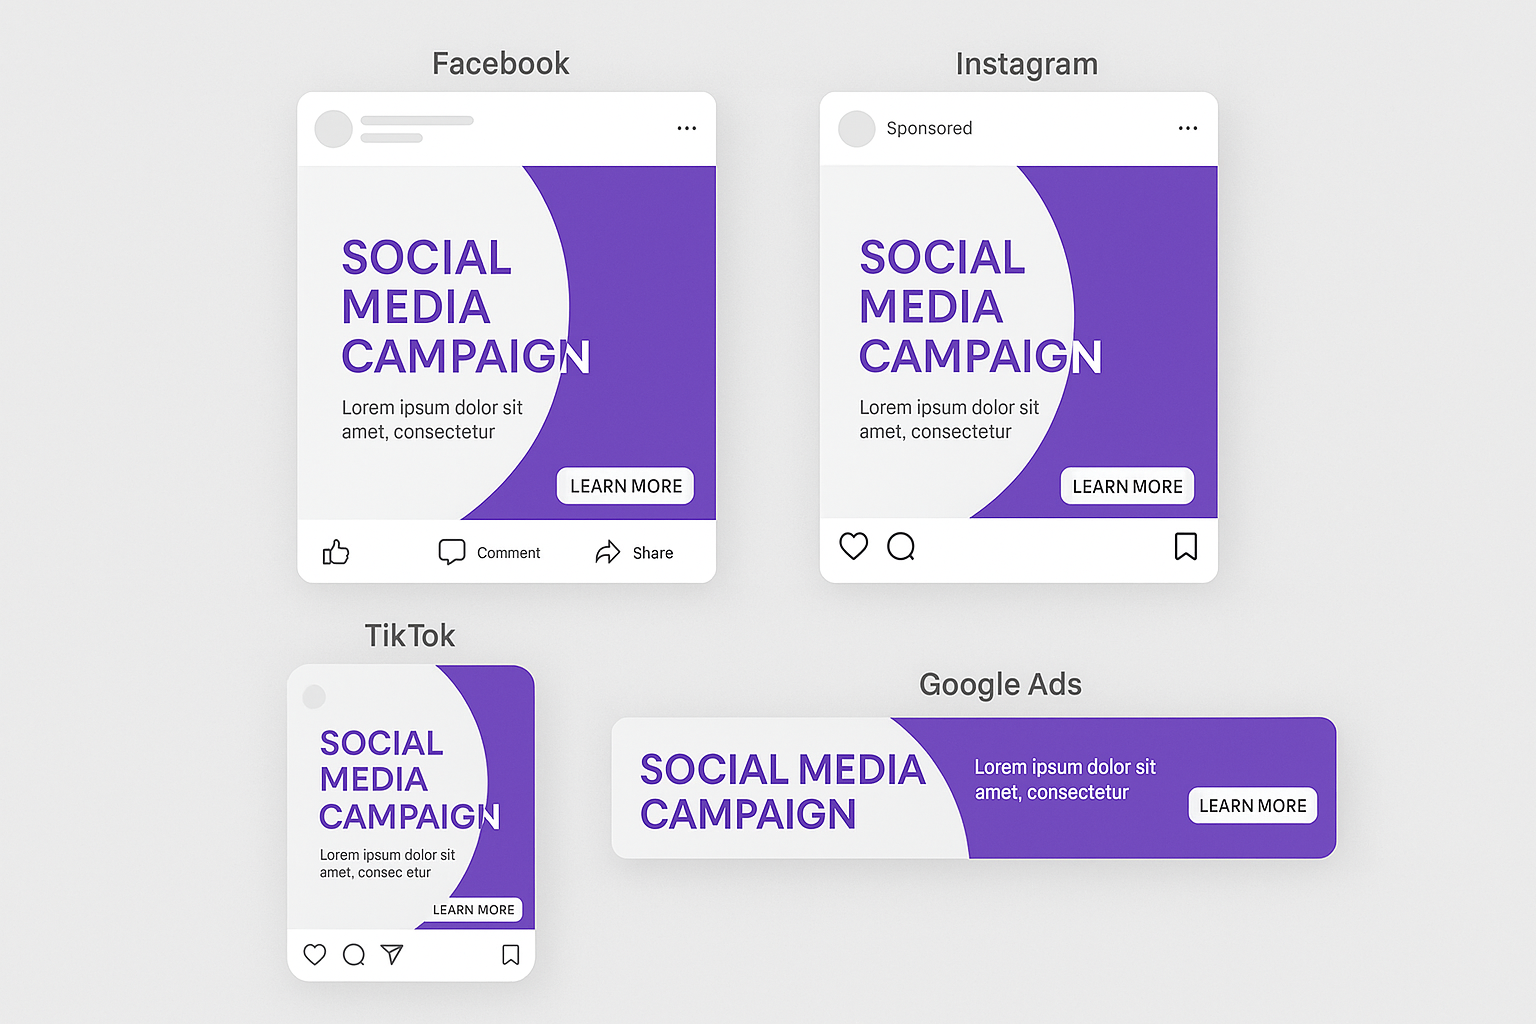 Facebook
SOCIAL
MEDIA
CAMPAIGN
Lorem ipsum dolor sit
amet, consectetur
LEARN MORE
Comment
Share
Instagram
Sponsored
SOCIAL
MEDIA
CAMPAIGN
Lorem ipsum dolor sit
amet, consectetur
LEARN MORE
TikTok
SOCIAL
MEDIA
CAMPAIGN
Lorem ipsum dolor sit
amet, consec etur
LEARN MORE
Google Ads
SOCIAL MEDIA
CAMPAIGN
Lorem ipsum dolor sit
amet, consectetur
LEARN MORE